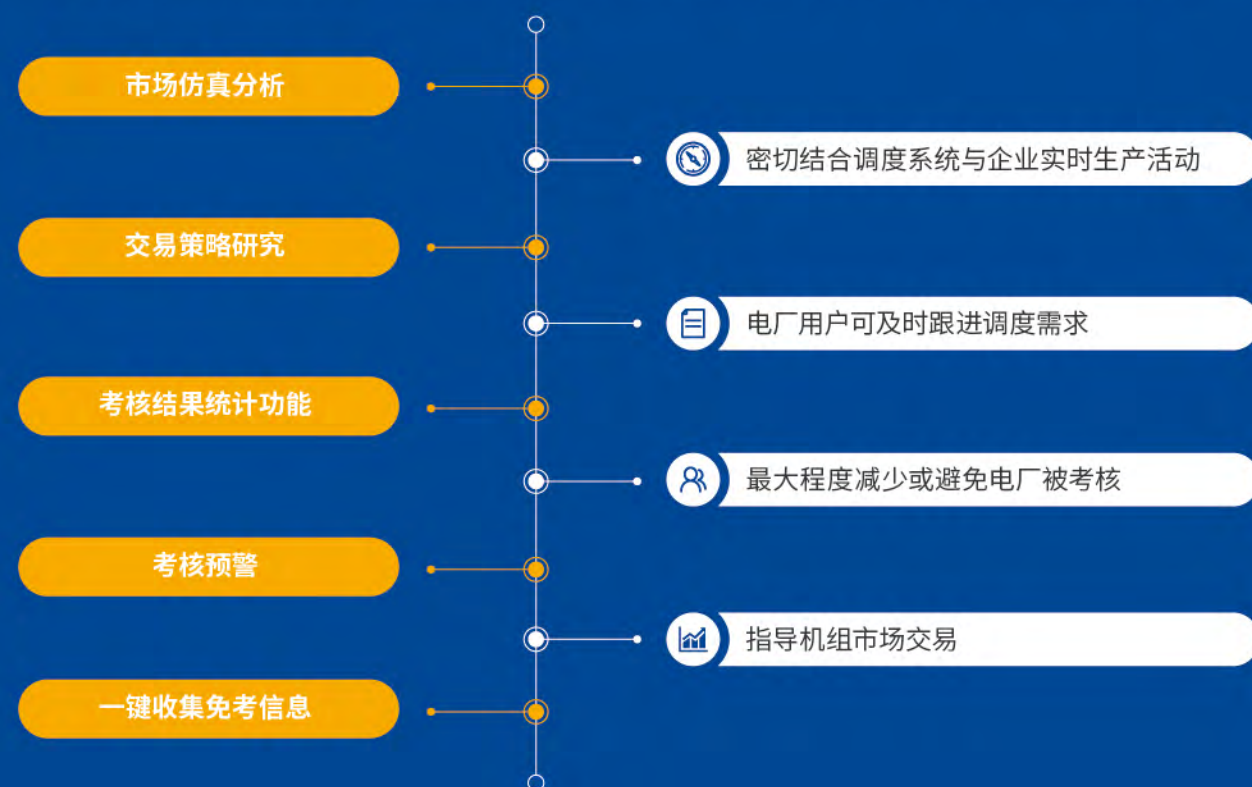 市场仿真分析
密切结合调度系统与企业实时生产活动
交易策略研究
电厂用户可及时跟进调度需求
考核结果统计功能
最大程度减少或避免电厂被考核
考核预警
指导机组市场交易
一键收集免考信息